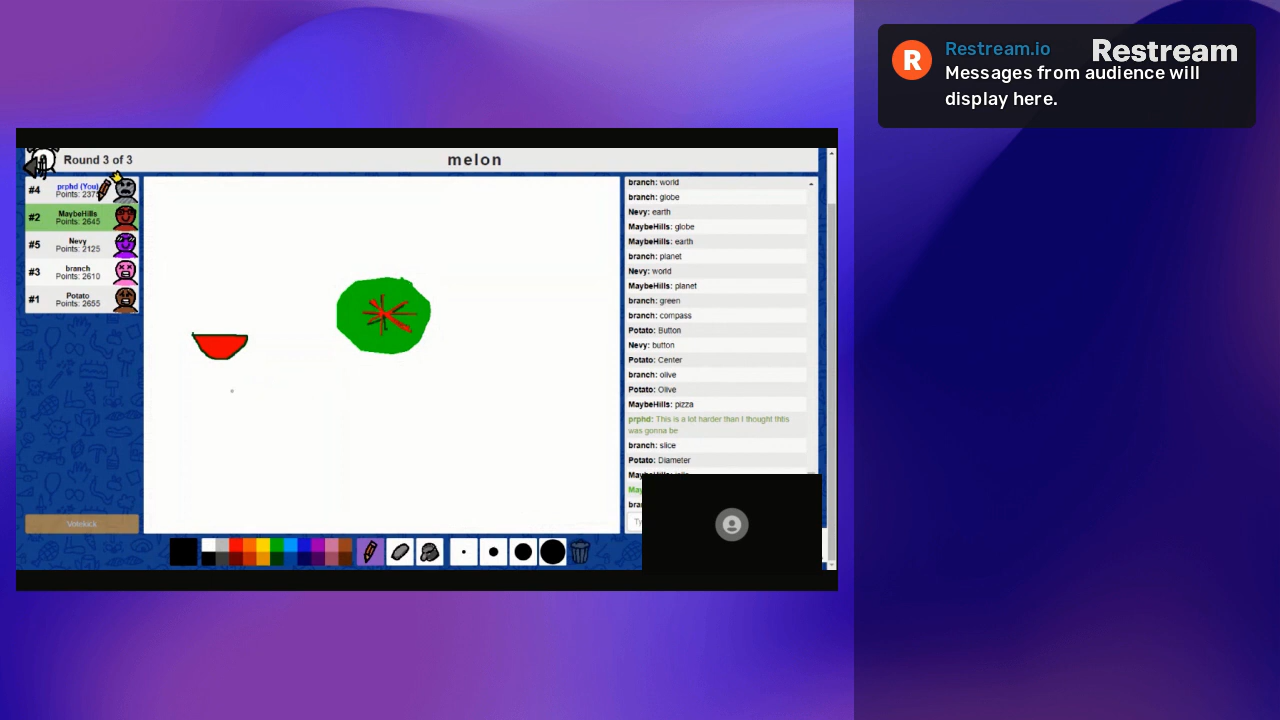 Restream.io
Restream
Messages from audience will
display here.
Round 3 of 3
melon
#4 prphd (You)
Points: 2375
#2 MaybeHills
Points: 2645
#5 Nevy
Points: 2125
#3 branch
Points: 2610
#1 Potato
Points: 2655
Votekick
branch: world
branch: globe
Nevy: earth
MaybeHills: globe
MaybeHills: earth
branch: planet
Nevy: world
MaybeHills: planet
branch: green
branch: compass
Potato: Button
Nevy: button
Potato: Center
branch: olive
Potato: Olive
MaybeHills: pizza
prphd: This is a lot harder than I thought thtis
was gonna be
branch: slice
Potato: Diameter